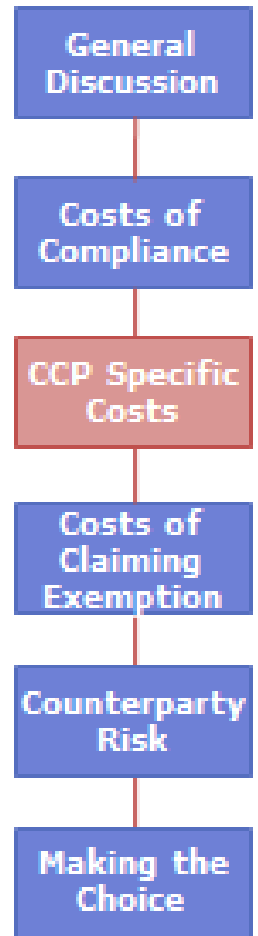 General
Discussion
Costs of
Compliance
CCP Specific
Costs
Costs of
Claiming
Exemption
Counterparty
Risk
Making the
Choice